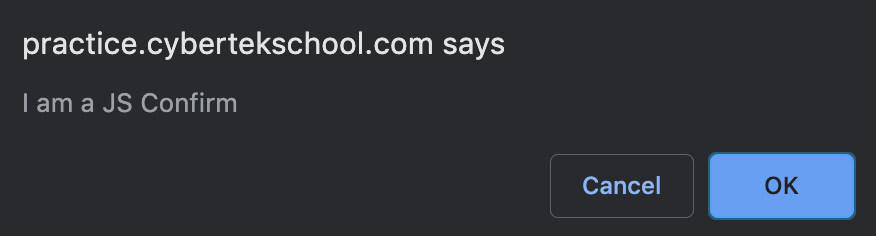 practice.cybertekschool.com says
I am a JS Confirm
Cancel OK